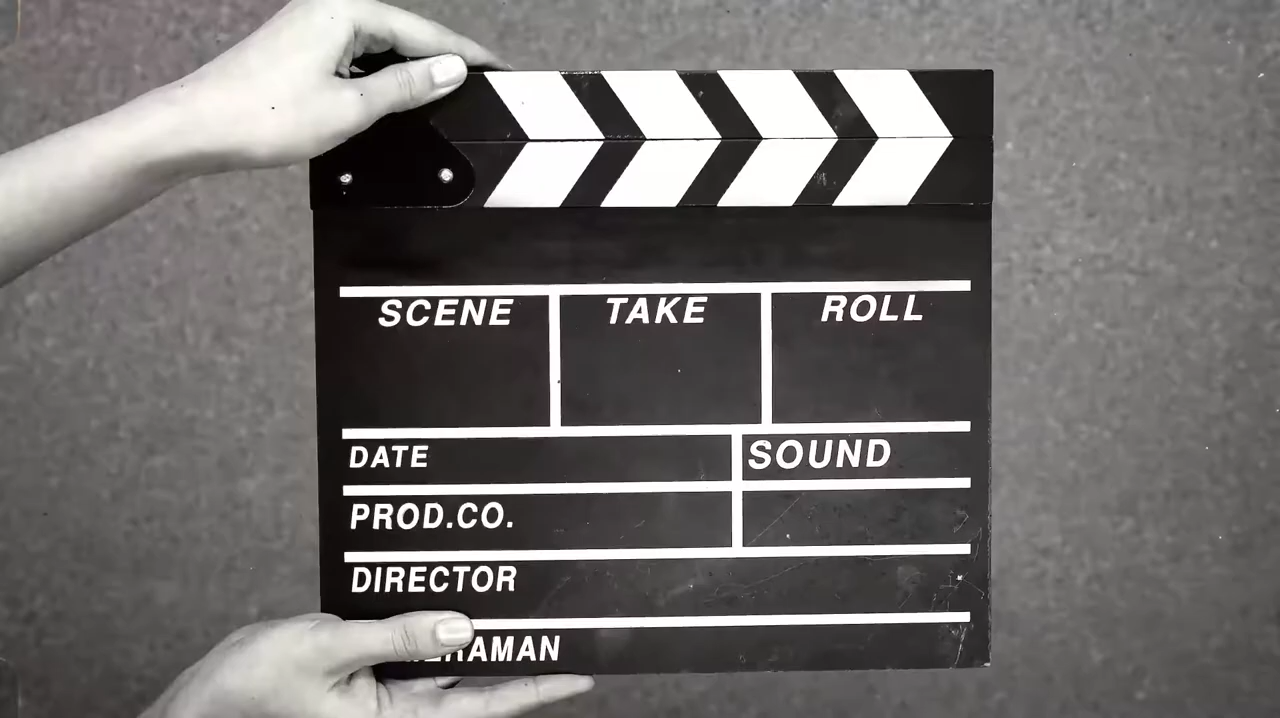 SCENE TAKE ROLL
DATE SOUND
PROD.CO.
DIRECTOR